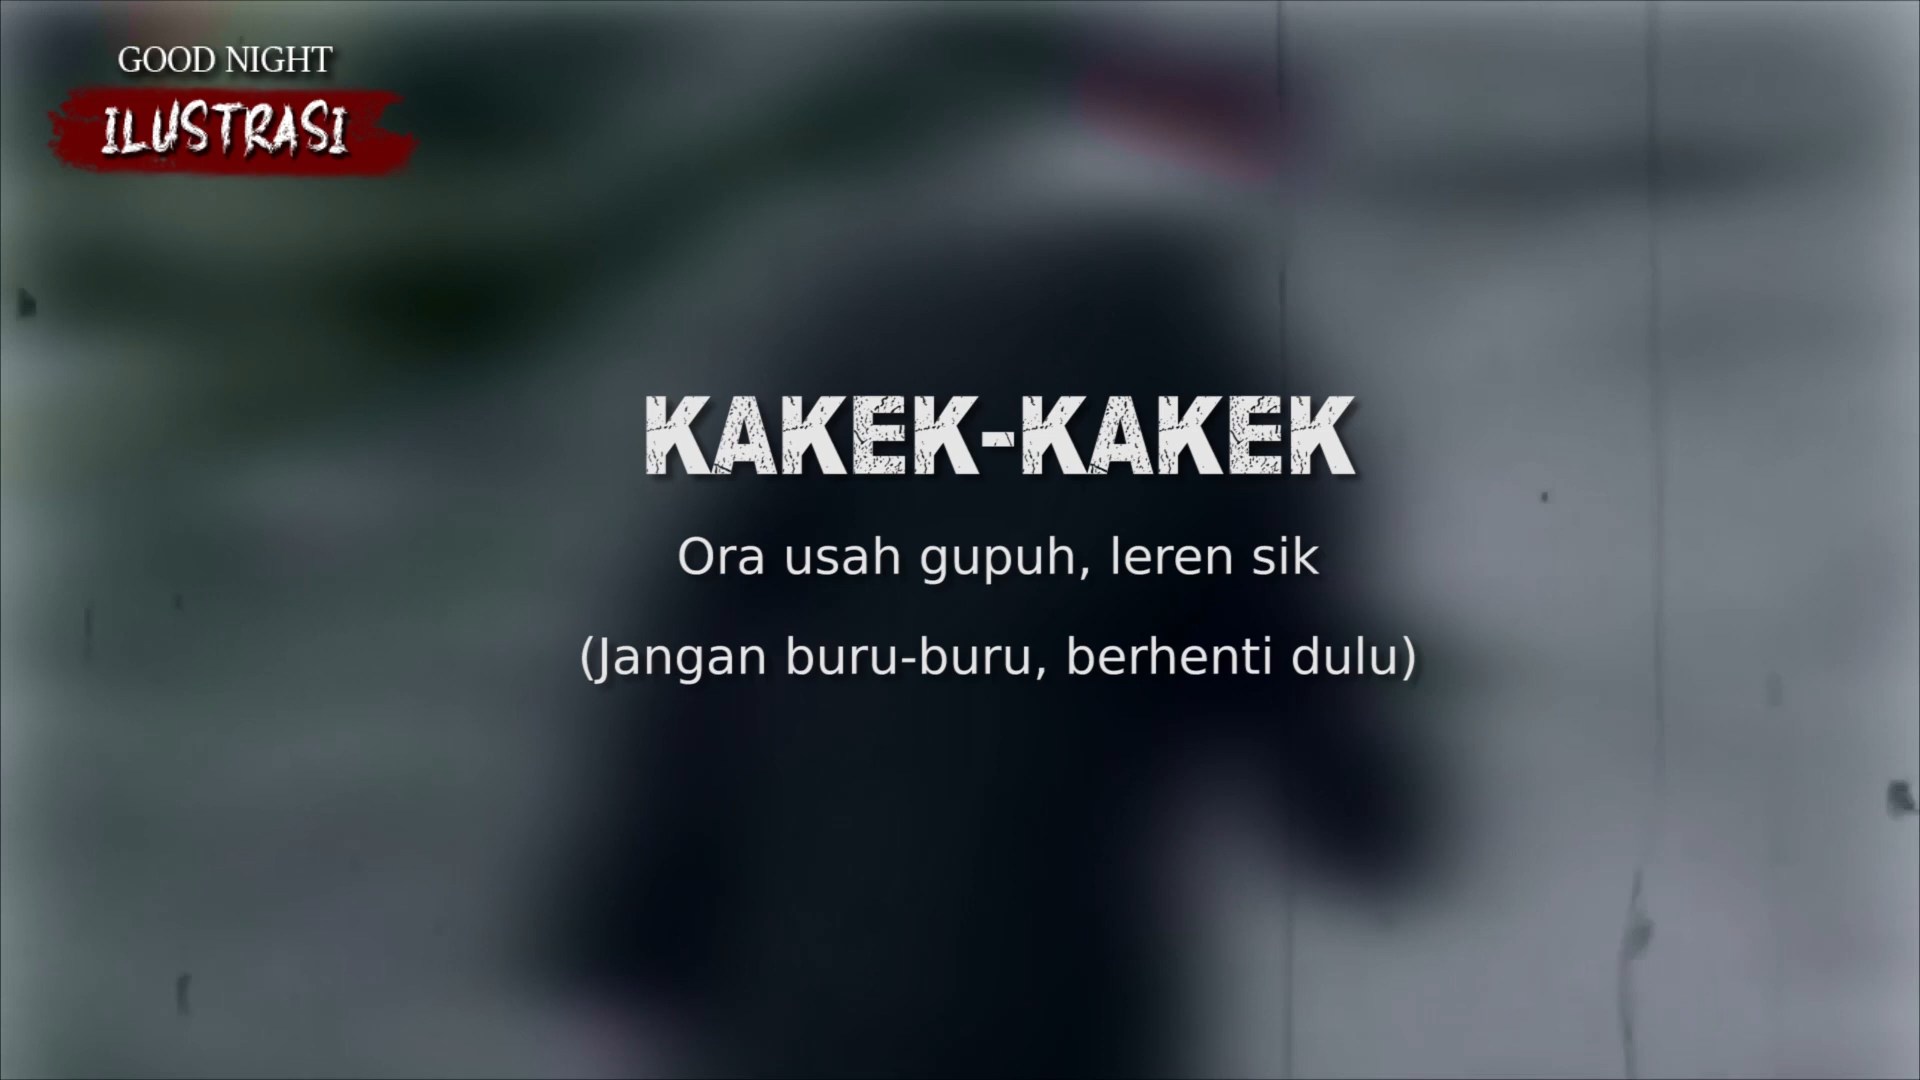 GOOD NIGHT
ILUSTRASI
KAKEK-KAKEK
Ora usah gupuh, leren sik
(Jangan buru-buru, berhenti dulu)